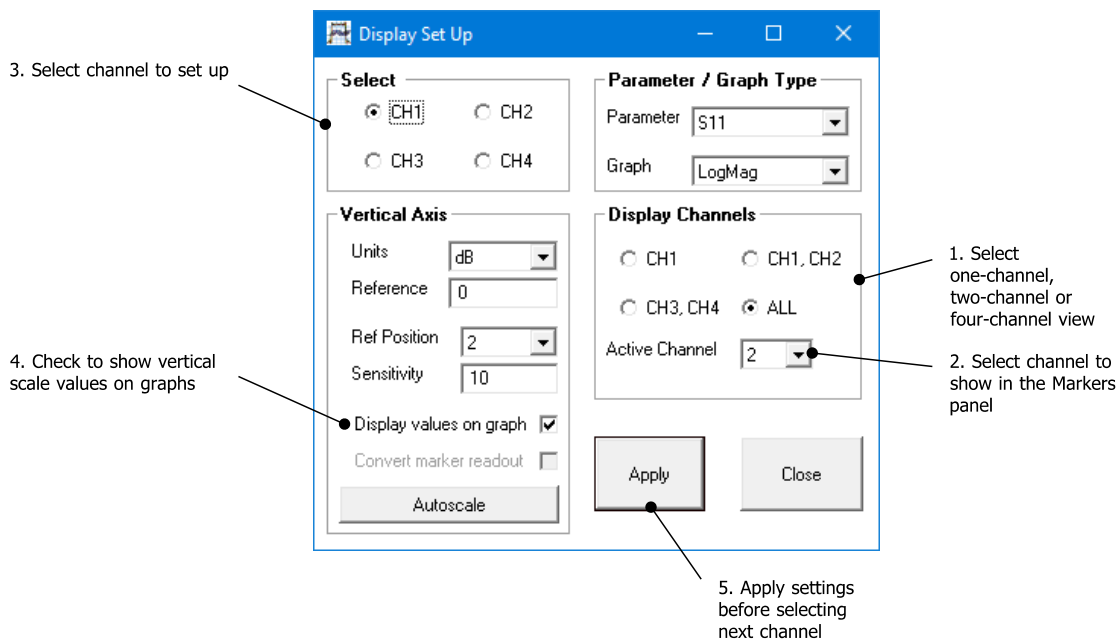 Display Set Up
3. Select channel to set up
Select
CH1
CH2
CH3
CH4
Parameter / Graph Type
Parameter
S11
Graph
LogMag
Vertical Axis
Units
dB
Reference
0
Ref Position
2
Sensitivity
10
Display values on graph
Convert marker readout
Autoscale
4. Check to show vertical
scale values on graphs
Display Channels
CH1
CH1, CH2
CH3, CH4
ALL
Active Channel
2
1. Select
one-channel,
two-channel or
four-channel view
2. Select channel to
show in the Markers
panel
Apply
Close
5. Apply settings
before selecting
next channel